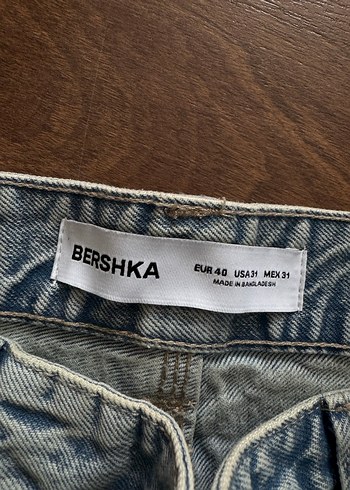 BERSHKA
EUR 40 USA 31 MEX 31
MADE IN BANGLADESH